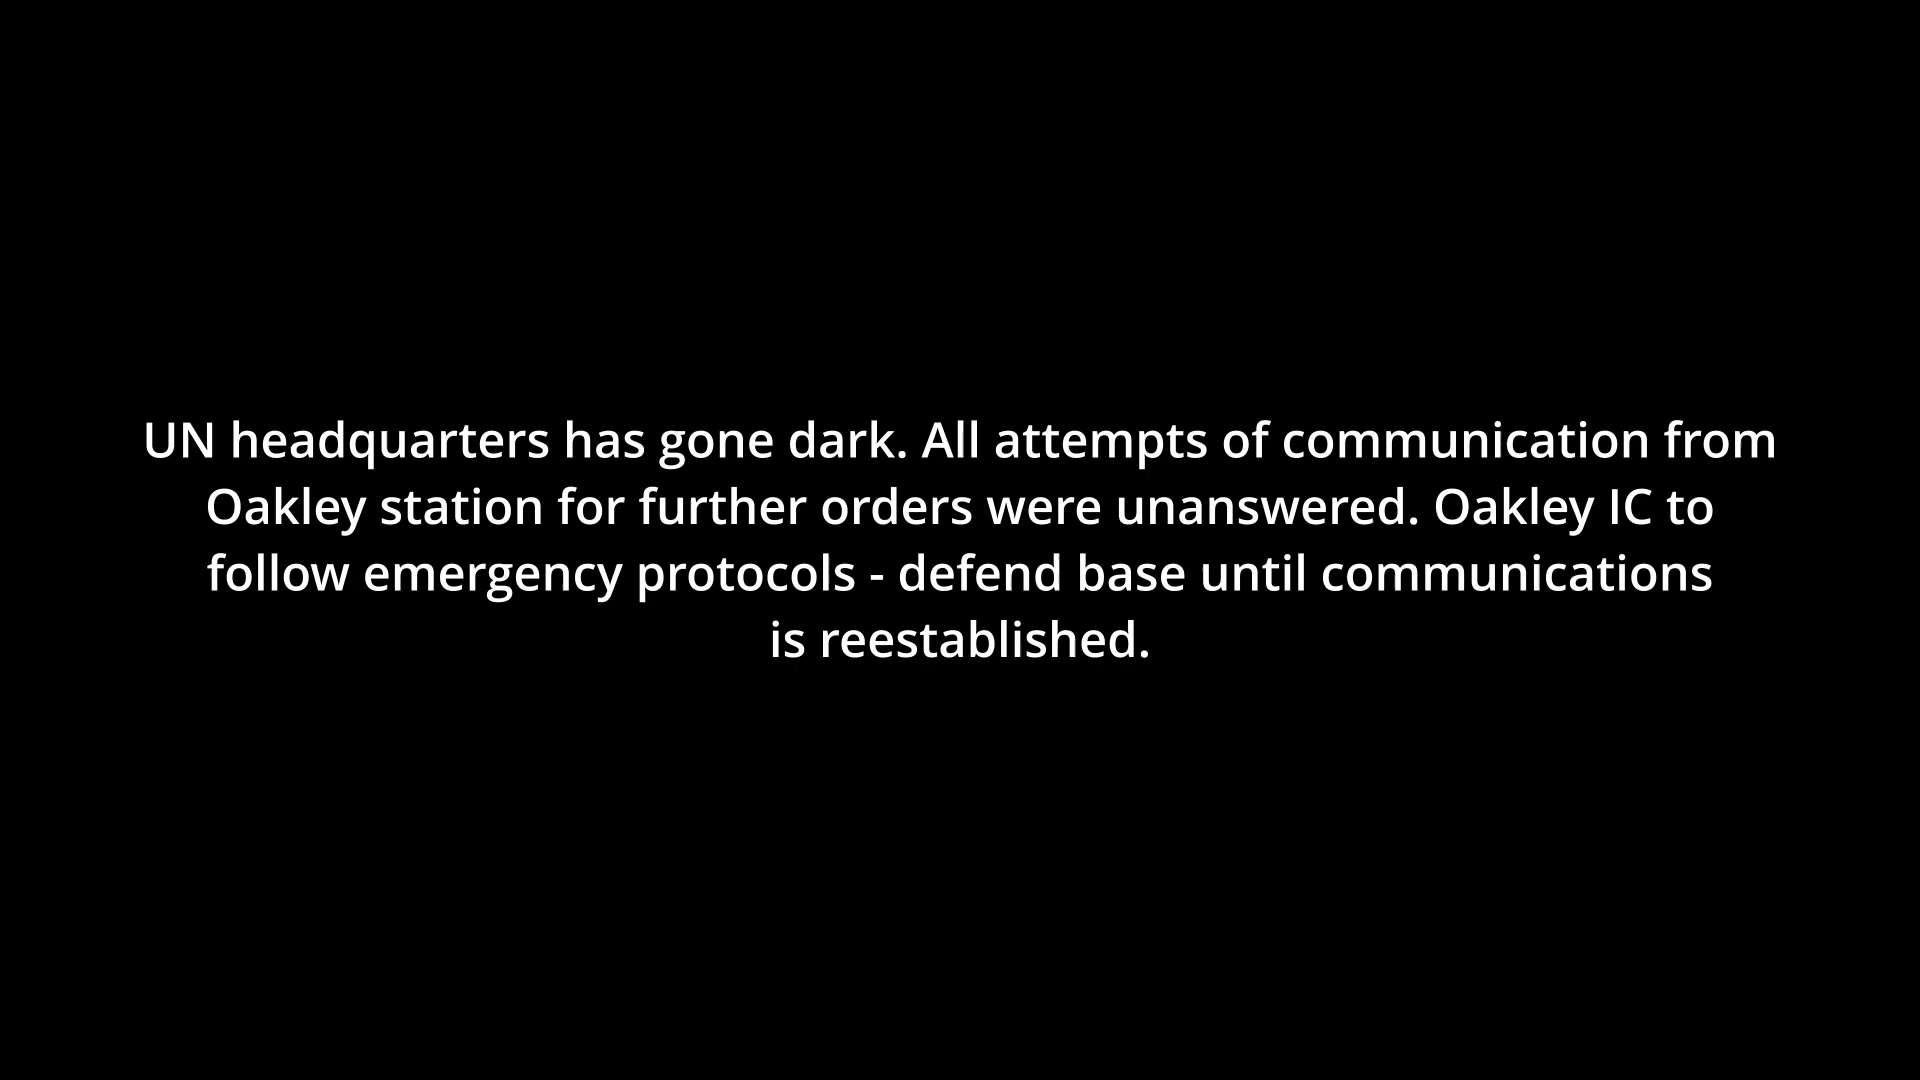 UN headquarters has gone dark. All attempts of communication from
Oakley station for further orders were unanswered. Oakley IC to
follow emergency protocols - defend base until communications
is reestablished.